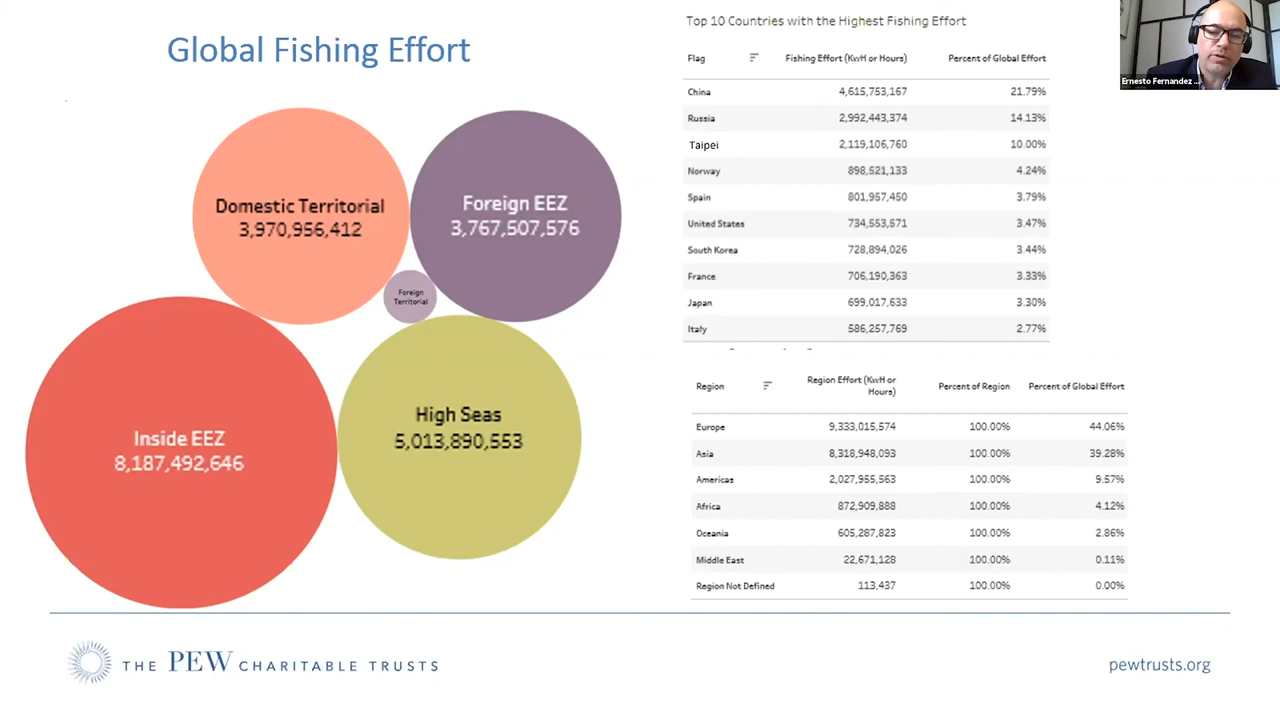 Global Fishing Effort
Domestic Territorial
3,970,956,412
Foreign EEZ
3,767,507,576
Foreign
Territorial
Inside EEZ
8,187,492,646
High Seas
5,013,890,553
Top 10 Countries with the Highest Fishing Effort
Flag Fishing Effort (KwH or Hours) Percent of Global Effort
China 4,615,753,167 21.79%
Russia 2,992,443,374 14.13%
Taipei 2,119,106,760 10.00%
Norway 898,521,133 4.24%
Spain 801,957,450 3.79%
United States 734,553,571 3.47%
South Korea 728,894,026 3.44%
France 706,190,363 3.33%
Japan 699,017,633 3.30%
Italy 586,257,769 2.77%
Region Region Effort (KwH or Hours) Percent of Region Percent of Global Effort
Europe 9,333,015,574 100.00% 44.06%
Asia 8,318,948,093 100.00% 39.28%
Americas 2,027,955,563 100.00% 9.57%
Africa 872,909,888 100.00% 4.12%
Oceania 605,287,823 100.00% 2.86%
Middle East 22,671,128 100.00% 0.11%
Region Not Defined 113,437 100.00% 0.00%
Ernesto Fernandez ...
THE PEW CHARITABLE TRUSTS
pewtrusts.org